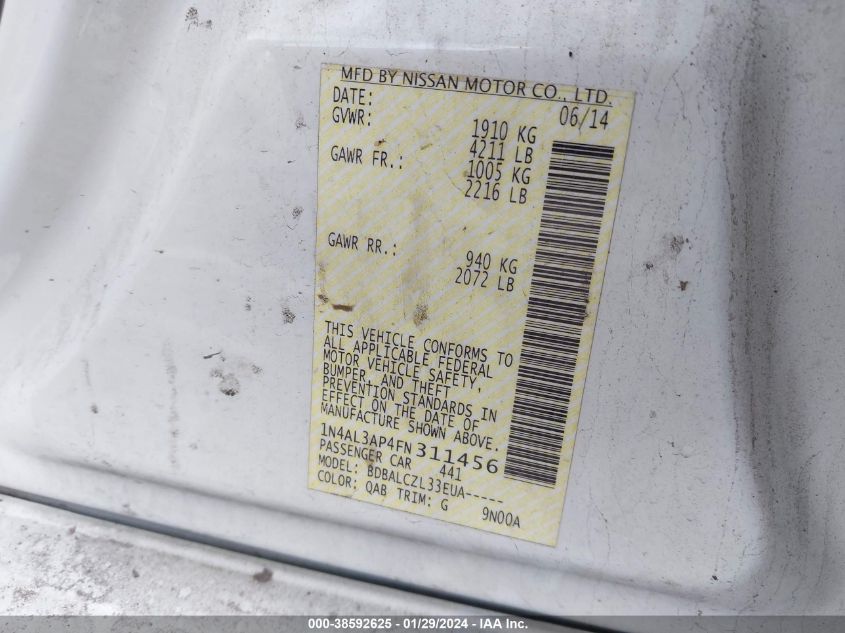 MFD BY NISSAN MOTOR CO., LTD.
DATE: 06/14
GVWR: 1910 KG
4211 LB
GAWR FR.: 1005 KG
2216 LB
GAWR RR.: 940 KG
2072 LB
THIS VEHICLE CONFORMS TO
ALL APPLICABLE FEDERAL
MOTOR VEHICLE SAFETY,
BUMPER, AND THEFT
PREVENTION STANDARDS IN
EFFECT ON THE DATE OF
MANUFACTURE SHOWN ABOVE.
1N4AL3AP4FN311456
PASSENGER CAR 441
MODEL: BDBALCZL33EUA-----
COLOR: QAB TRIM: G 9N00A
000-38592625 - 01/29/2024 - IAA Inc.